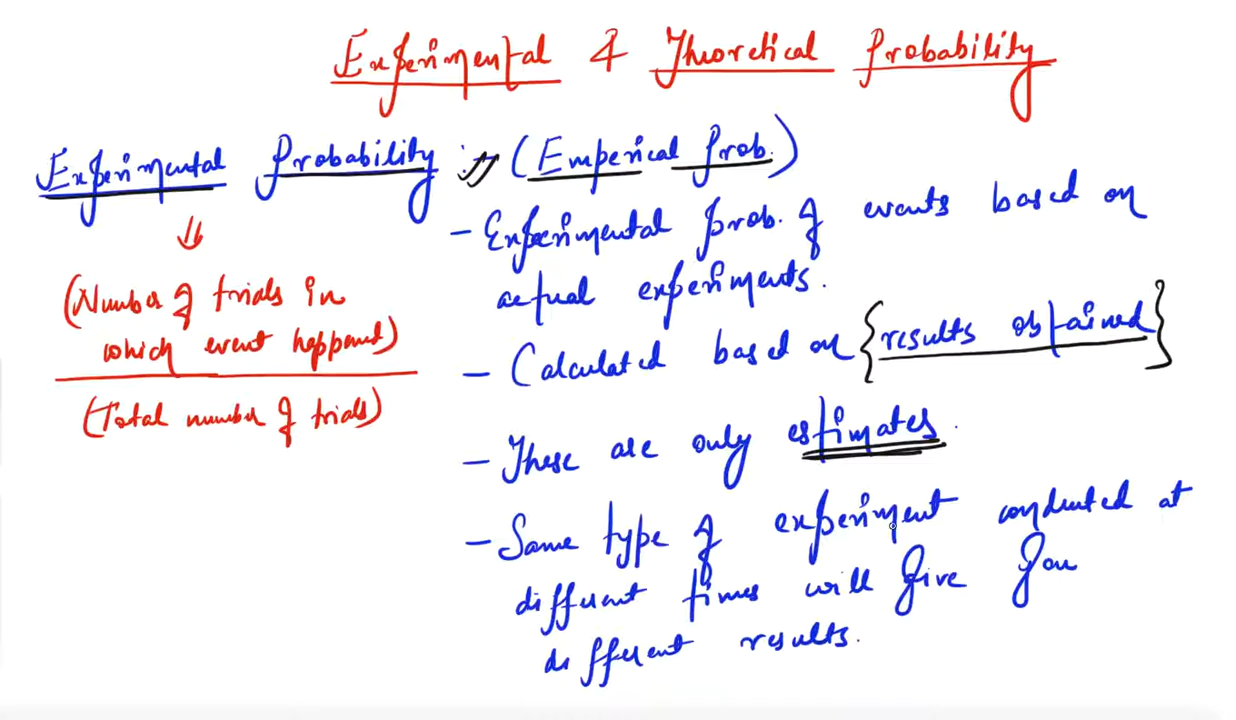 Experimental & Theoretical Probability
Experimental Probability :- (Emperical Prob.)
↓
(Number of trials in
which event happened)
(Total number of trials)
- Experimental prob. of events based on
actual experiments.
- Calculated based on {results obtained}
- These are only estimates.
- Same type of experiment conducted at
different times will give you
different results.